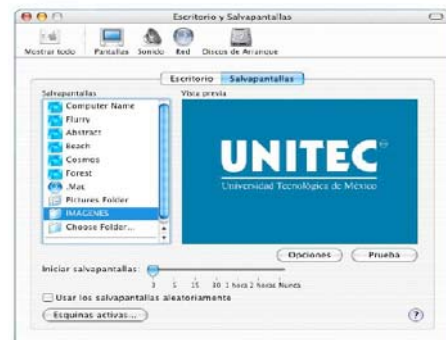 Escritorio y Salvapantallas
Mostrar todo Pantallas Sonido Red Discos de Arranque
Escritorio Salvapantallas
Salvapantallas
Computer Name
Flurry
Abstract
Beach
Cosmos
Forest
.Mac
Pictures Folder
IMAGENES
Choose Folder...
Vista previa
UNITEC®
Universidad Tecnológica de México
Opciones Prueba
Iniciar salvapantallas:
3 5 15 30 1 hora 2 horas Nunca
Usar los salvapantallas aleatoriamente
Esquinas activas... ?